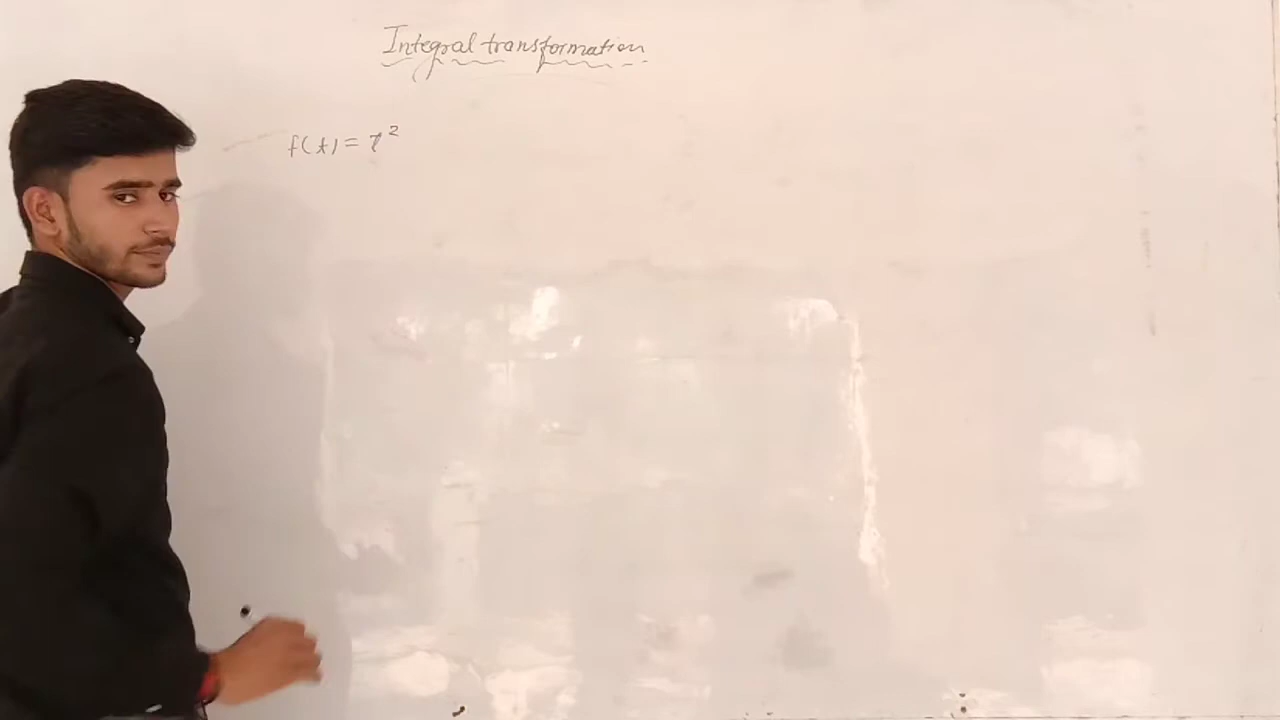 Integral transformation
f(t) = t²